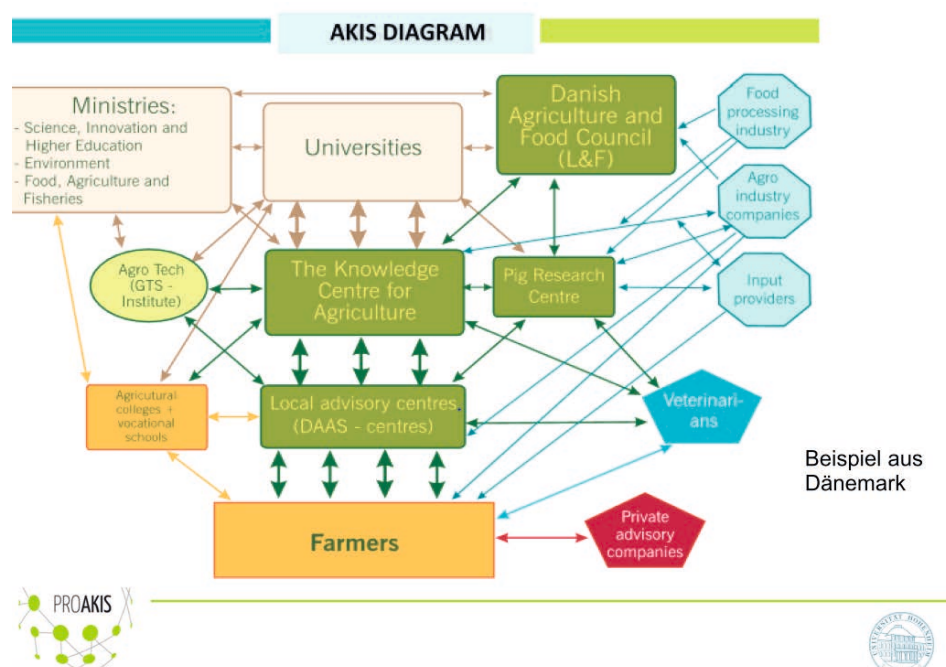 AKIS DIAGRAM
Ministries:
- Science, Innovation and
Higher Education
- Environment
- Food, Agriculture and
Fisheries
Universities
Danish
Agriculture and
Food Council
(L&F)
Food
processing
industry
Agro
industry
companies
Agro Tech
(GTS -
Institute)
The Knowledge
Centre for
Agriculture
Pig Research
Centre
Input
providers
Agricutural
colleges +
vocational
schools
Local advisory centres
(DAAS - centres)
Veterinari-
ans
Beispiel aus
Dänemark
Farmers
Private
advisory
companies
PROAKIS
UNIVERSITÄT HOHENHEIM